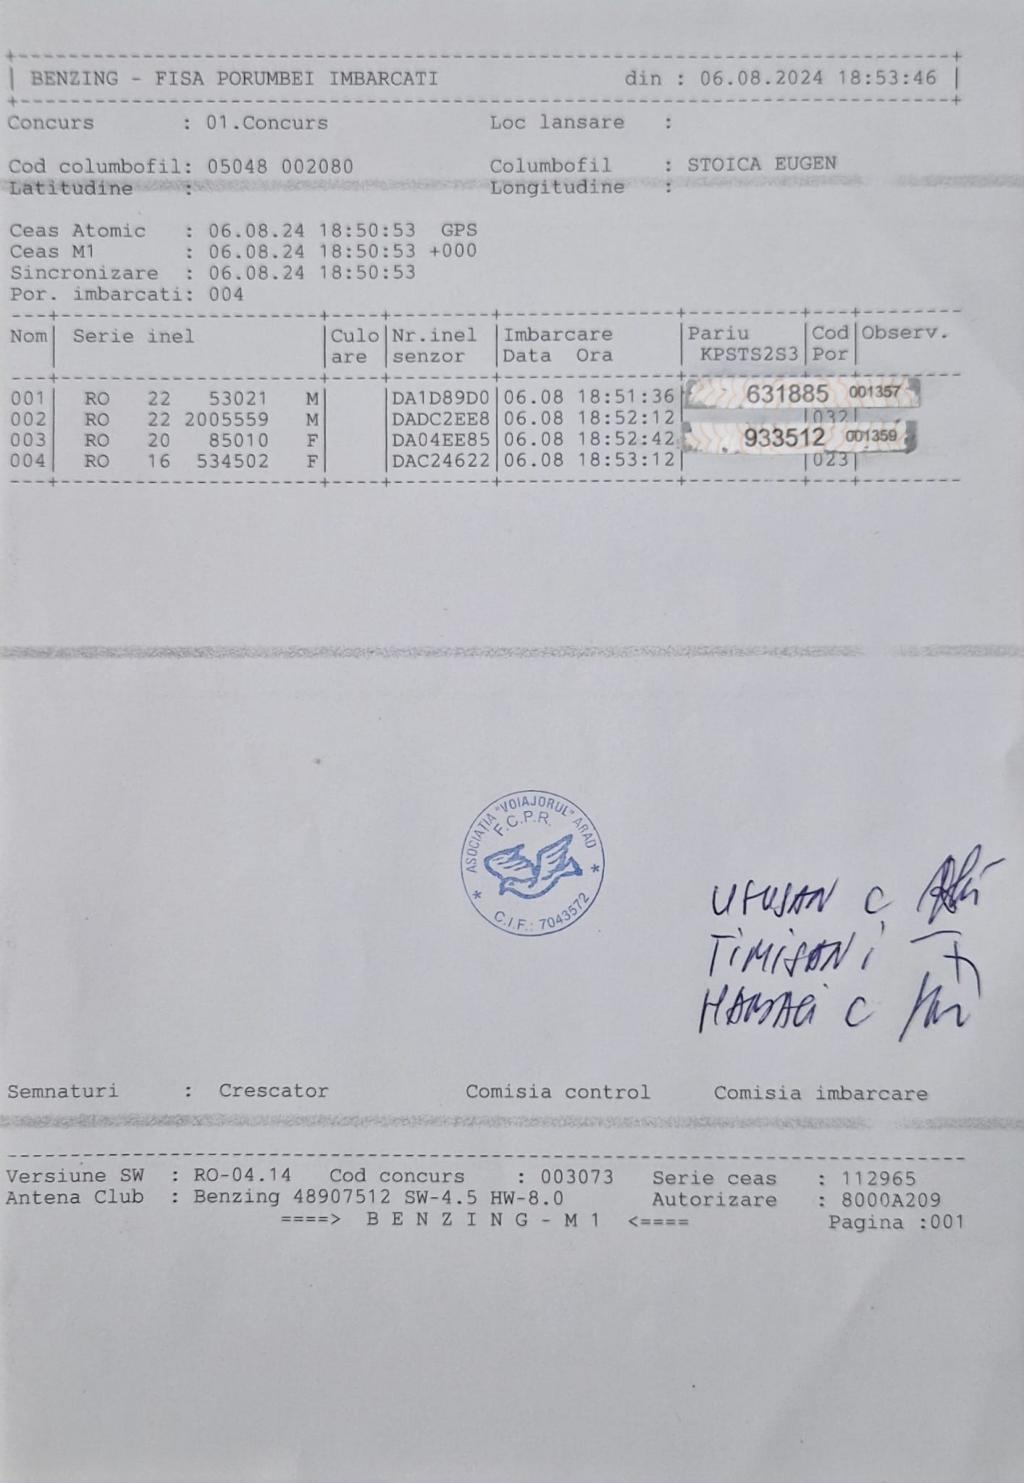 BENZING - FISA PORUMBEI IMBARCATI din : 06.08.2024 18:53:46
Concurs : 01.Concurs Loc lansare :
Cod columbofil: 05048 002080 Columbofil : STOICA EUGEN
Latitudine : Longitudine :
Ceas Atomic : 06.08.24 18:50:53 GPS
Ceas M1 : 06.08.24 18:50:53 +000
Sincronizare : 06.08.24 18:50:53
Por. imbarcati: 004
Nom| Serie inel |Culo|Nr.inel |Imbarcare |Pariu |Cod|Observ.
|are |senzor |Data Ora | KPSTS2S3|Por|
001| RO 22 53021 M| |DA1D89D0|06.08 18:51:36| 631885 001357
002| RO 22 2005559 M| |DADC2EE8|06.08 18:52:12| |032|
003| RO 20 85010 F| |DA04EE85|06.08 18:52:42| 933512 001359
004| RO 16 534502 F| |DAC24622|06.08 18:53:12| |023|
ASOCIATIA "VOIAJORUL" ARAD
F.C.P.R.
* C.I.F.: 7043572 *
C
TIMISAN i
C
Semnaturi : Crescator Comisia control Comisia imbarcare
Versiune SW : RO-04.14 Cod concurs : 003073 Serie ceas : 112965
Antena Club : Benzing 48907512 SW-4.5 HW-8.0 Autorizare : 8000A209
====> B E N Z I N G - M 1 <==== Pagina :001